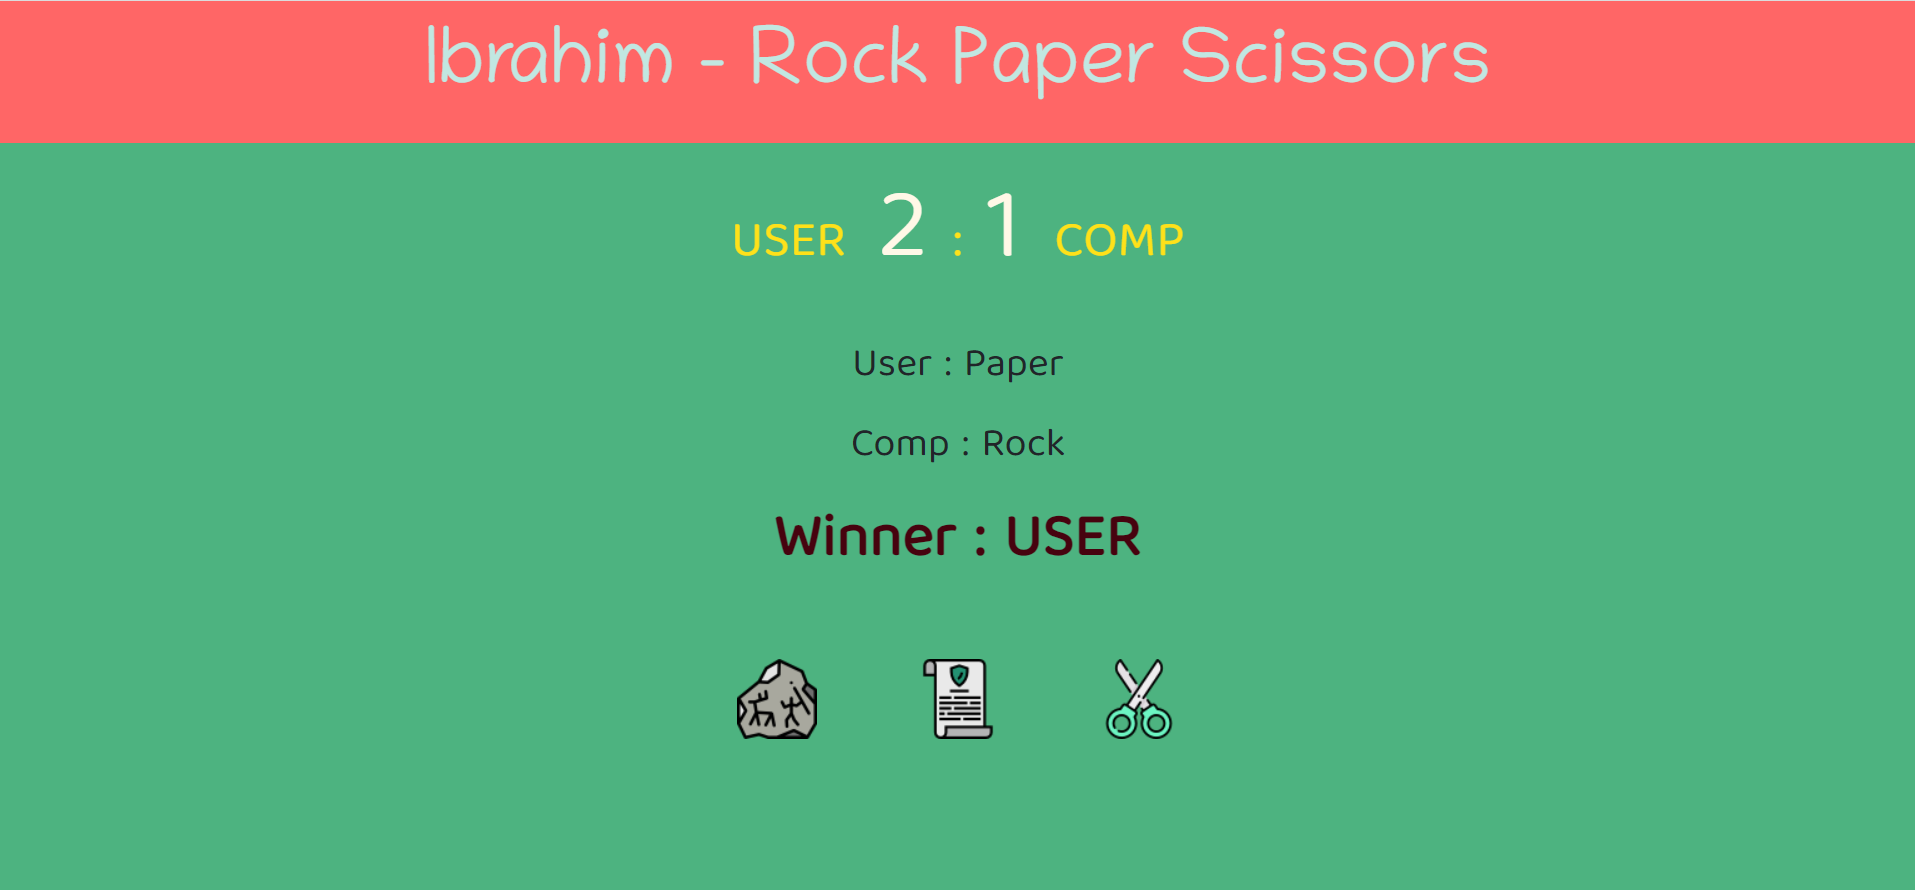 Ibrahim - Rock Paper Scissors
USER 2 : 1 COMP
User : Paper
Comp : Rock
Winner : USER